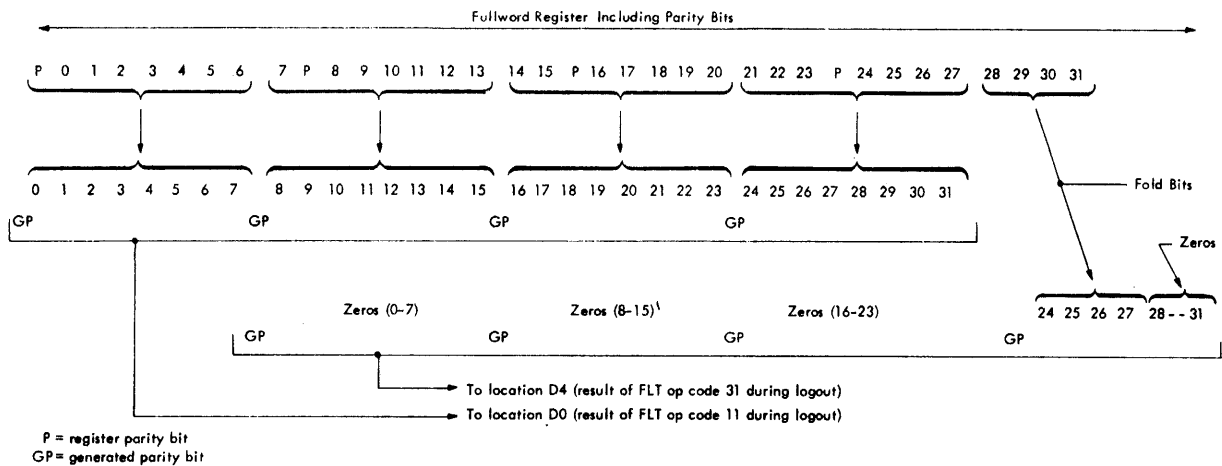 Fullword Register Including Parity Bits
P 0 1 2 3 4 5 6 7 P 8 9 10 11 12 13 14 15 P 16 17 18 19 20 21 22 23 P 24 25 26 27 28 29 30 31
0 1 2 3 4 5 6 7 8 9 10 11 12 13 14 15 16 17 18 19 20 21 22 23 24 25 26 27 28 29 30 31
Fold Bits
GP GP GP GP
Zeros
Zeros (0-7) Zeros (8-15) Zeros (16-23) 24 25 26 27 28--31
GP GP GP GP
To location D4 (result of FLT op code 31 during logout)
To location D0 (result of FLT op code 11 during logout)
P = register parity bit
GP = generated parity bit